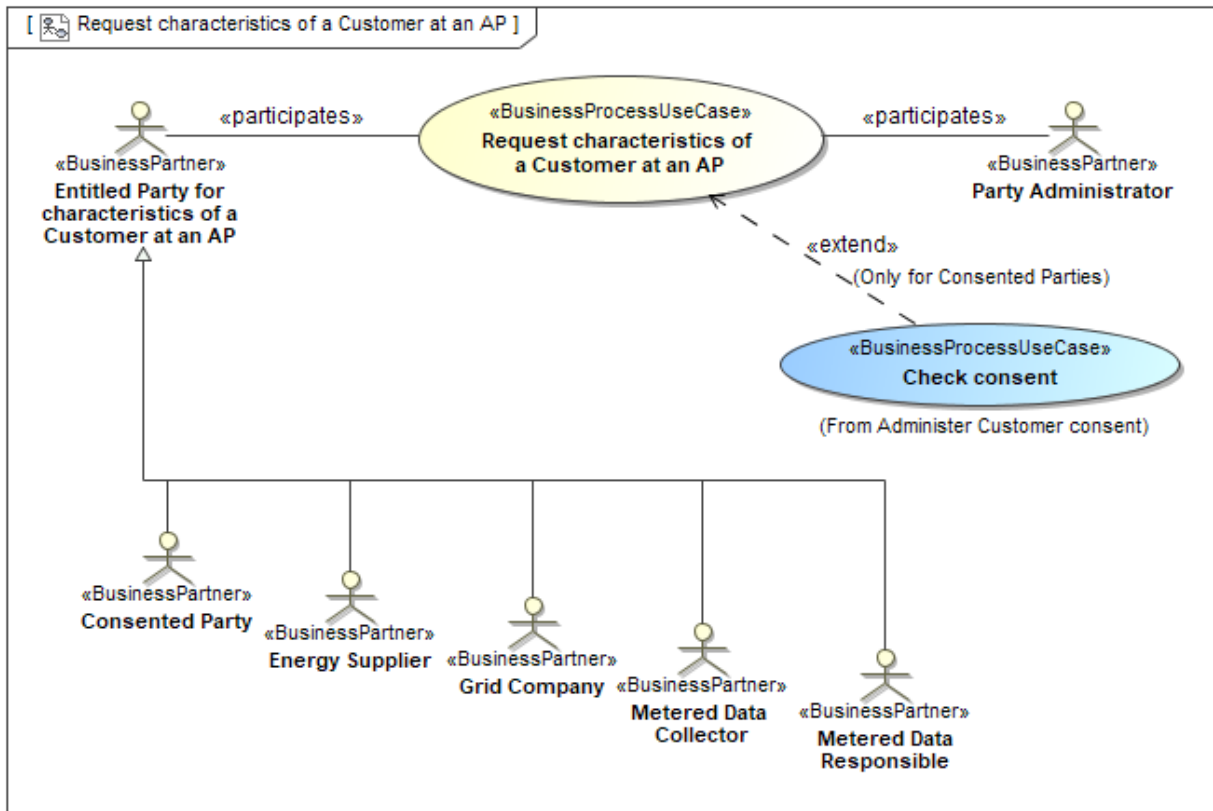 [ Request characteristics of a Customer at an AP ]
«participates»
«BusinessProcessUseCase»
Request characteristics of
a Customer at an AP
«participates»
«BusinessPartner»
Entitled Party for
characteristics of a
Customer at an AP
«BusinessPartner»
Party Administrator
«extend»
(Only for Consented Parties)
«BusinessProcessUseCase»
Check consent
(From Administer Customer consent)
«BusinessPartner»
Consented Party
«BusinessPartner»
Energy Supplier
«BusinessPartner»
Grid Company
«BusinessPartner»
Metered Data
Collector
«BusinessPartner»
Metered Data
Responsible